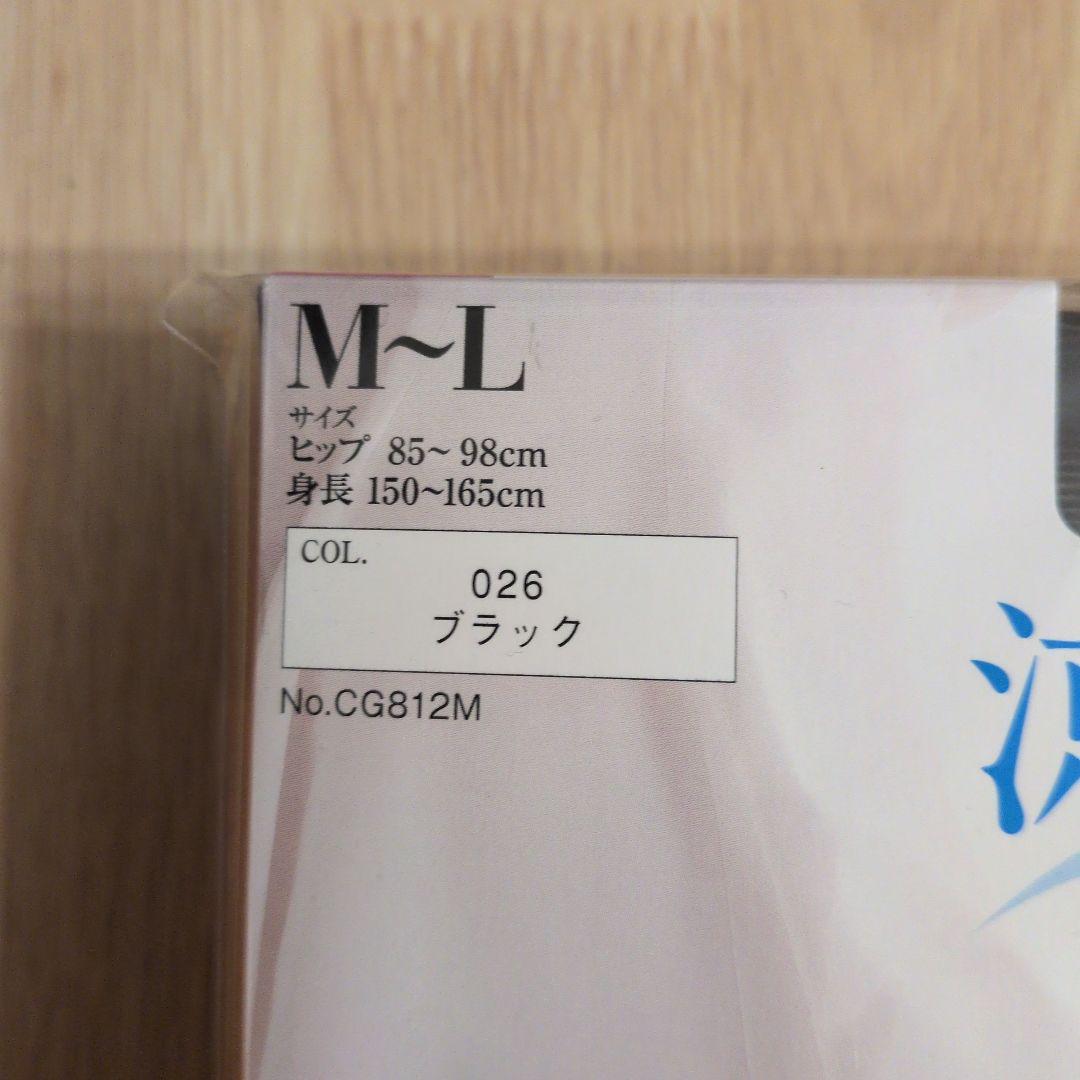 M~L
サイズ
ヒップ 85~98cm
身長 150~165cm
COL.
026
ブラック
No.CG812M